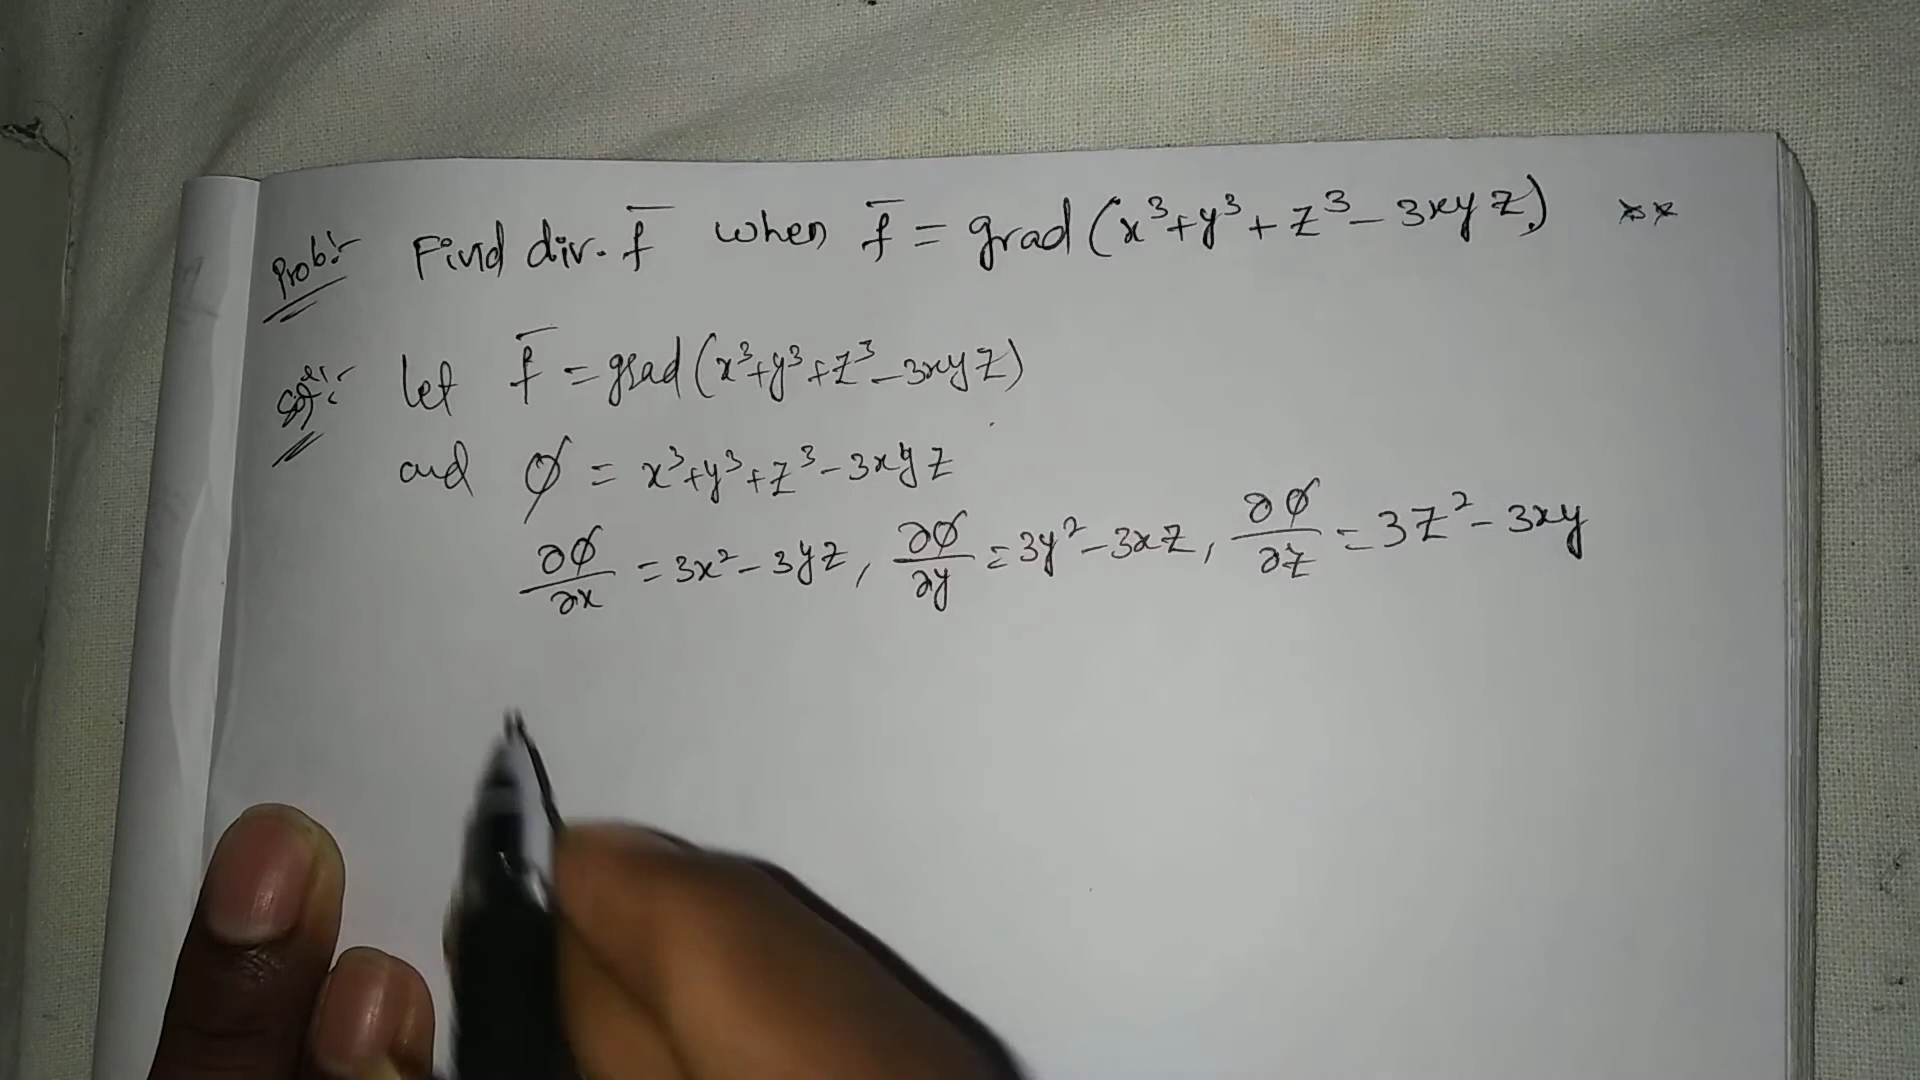 Prob:- Find div. f̅ when f̅ = grad (x³+y³+z³-3xyz) **
Sol:- let f̅ = grad (x³+y³+z³-3xyz)
and ϕ = x³+y³+z³-3xyz
∂ϕ/∂x = 3x²-3yz, ∂ϕ/∂y = 3y²-3xz, ∂ϕ/∂z = 3z²-3xy